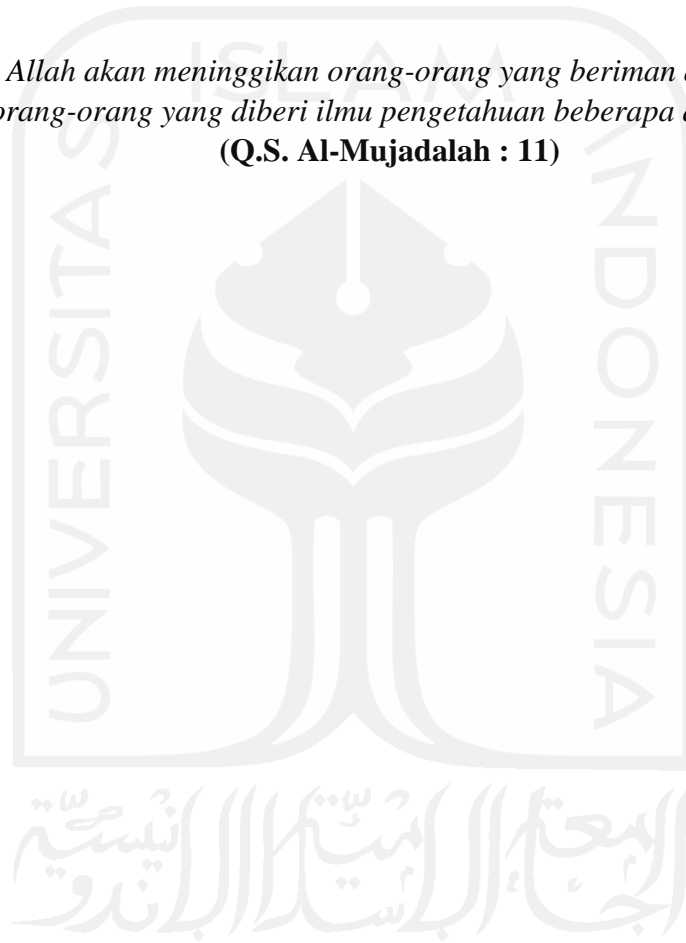 Allah akan meninggikan orang-orang yang beriman
orang-orang yang diberi ilmu pengetahuan beberapa
(Q.S. Al-Mujadalah : 11)
UNIVERSITAS
ISLAM
INDONESIA